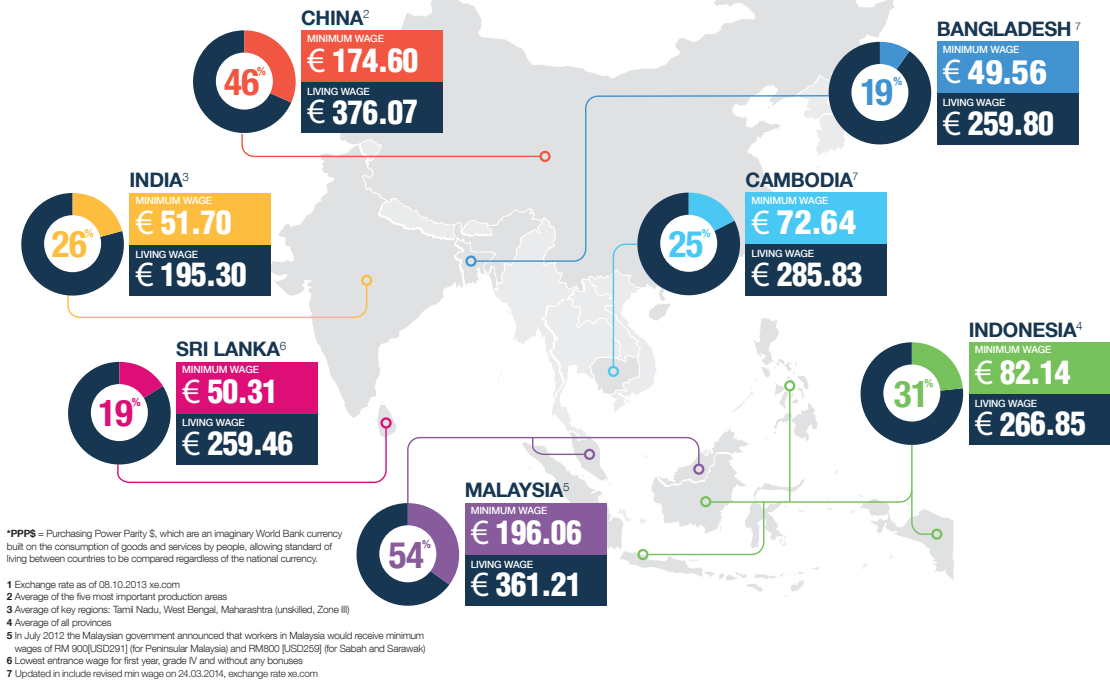 CHINA²
MINIMUM WAGE
€ 174.60
46%
LIVING WAGE
€ 376.07
BANGLADESH ⁷
MINIMUM WAGE
€ 49.56
19%
LIVING WAGE
€ 259.80
INDIA³
MINIMUM WAGE
€ 51.70
26%
LIVING WAGE
€ 195.30
CAMBODIA⁷
MINIMUM WAGE
€ 72.64
25%
LIVING WAGE
€ 285.83
SRI LANKA⁶
MINIMUM WAGE
€ 50.31
19%
LIVING WAGE
€ 259.46
INDONESIA⁴
MINIMUM WAGE
€ 82.14
31%
LIVING WAGE
€ 266.85
MALAYSIA⁵
MINIMUM WAGE
€ 196.06
54%
LIVING WAGE
€ 361.21
*PPP$ = Purchasing Power Parity $, which are an imaginary World Bank currency
built on the consumption of goods and services by people, allowing standard of
living between countries to be compared regardless of the national currency.
1 Exchange rate as of 08.10.2013 xe.com
2 Average of the five most important production areas
3 Average of key regions: Tamil Nadu, West Bengal, Maharashtra (unskilled, Zone III)
4 Average of all provinces
5 In July 2012 the Malaysian government announced that workers in Malaysia would receive minimum
wages of RM 900[USD291] (for Peninsular Malaysia) and RM800 [USD259] (for Sabah and Sarawak)
6 Lowest entrance wage for first year, grade IV and without any bonuses
7 Updated in include revised min wage on 24.03.2014, exchange rate xe.com